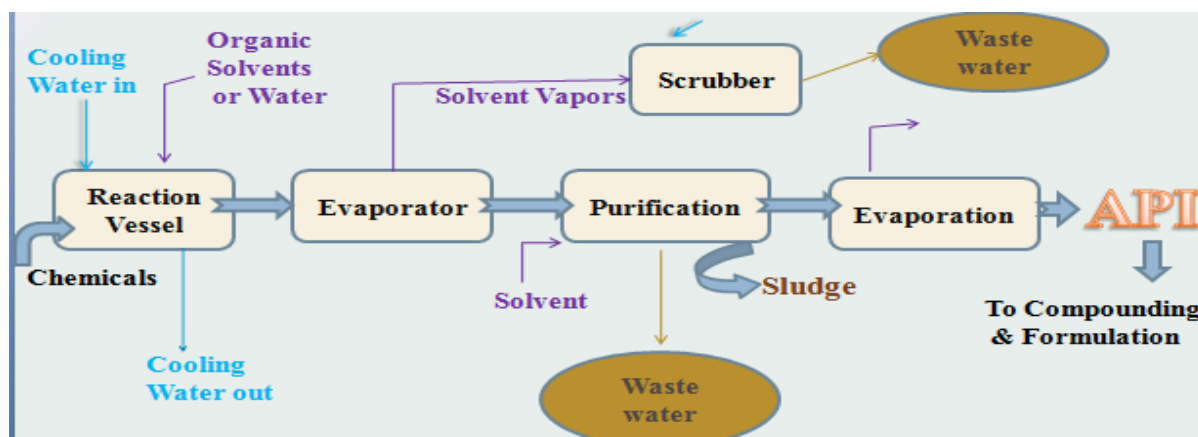 Cooling
Water in
Organic
Solvents
or Water
Solvent Vapors
Scrubber
Waste
water
Reaction
Vessel
Evaporator
Purification
Evaporation
API
Chemicals
Solvent
Sludge
To Compounding
& Formulation
Cooling
Water out
Waste
water